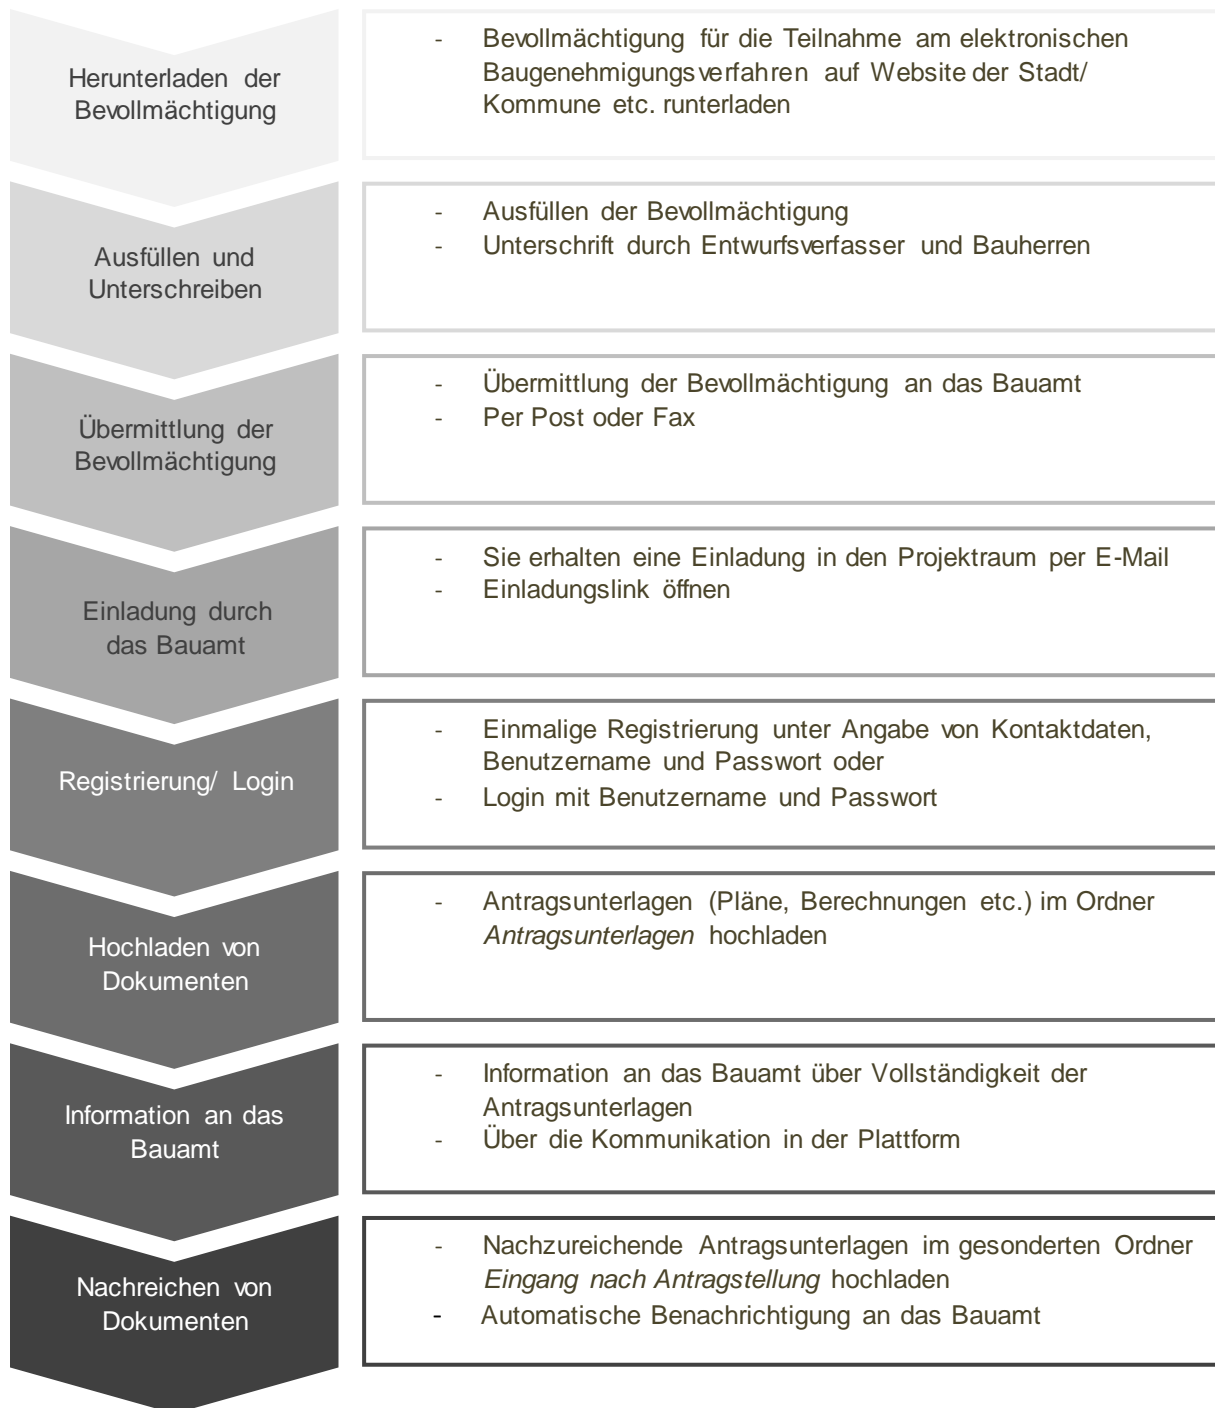 Herunterladen der
Bevollmächtigung
- Bevollmächtigung für die Teilnahme am elektronischen
Baugenehmigungsverfahren auf Website der Stadt/
Kommune etc. runterladen
Ausfüllen und
Unterschreiben
- Ausfüllen der Bevollmächtigung
- Unterschrift durch Entwurfsverfasser und Bauherren
Übermittlung der
Bevollmächtigung
- Übermittlung der Bevollmächtigung an das Bauamt
- Per Post oder Fax
Einladung durch
das Bauamt
- Sie erhalten eine Einladung in den Projektraum per E-Mail
- Einladungslink öffnen
Registrierung/ Login
- Einmalige Registrierung unter Angabe von Kontaktdaten,
Benutzername und Passwort oder
- Login mit Benutzername und Passwort
Hochladen von
Dokumenten
- Antragsunterlagen (Pläne, Berechnungen etc.) im Ordner
Antragsunterlagen hochladen
Information an das
Bauamt
- Information an das Bauamt über Vollständigkeit der
Antragsunterlagen
- Über die Kommunikation in der Plattform
Nachreichen von
Dokumenten
- Nachzureichende Antragsunterlagen im gesonderten Ordner
Eingang nach Antragstellung hochladen
- Automatische Benachrichtigung an das Bauamt